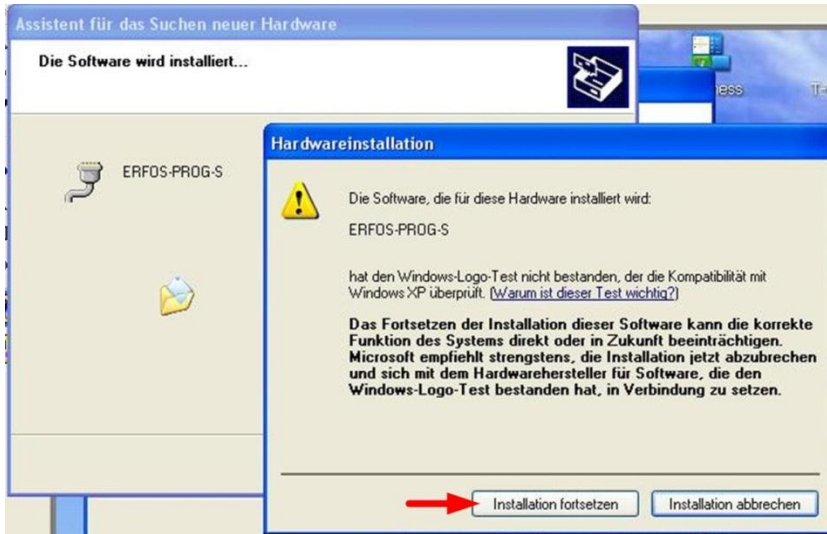 Assistent für das Suchen neuer Hardware
Die Software wird installiert...
ERFOS-PROG-S
Hardwareinstallation
Die Software, die für diese Hardware installiert wird:
ERFOS-PROG-S
hat den Windows-Logo-Test nicht bestanden, der die Kompatibilität mit
Windows XP überprüft. (Warum ist dieser Test wichtig?)
Das Fortsetzen der Installation dieser Software kann die korrekte
Funktion des Systems direkt oder in Zukunft beeinträchtigen.
Microsoft empfiehlt strengstens, die Installation jetzt abzubrechen
und sich mit dem Hardwarehersteller für Software, die den
Windows-Logo-Test bestanden hat, in Verbindung zu setzen.
Installation fortsetzen
Installation abbrechen